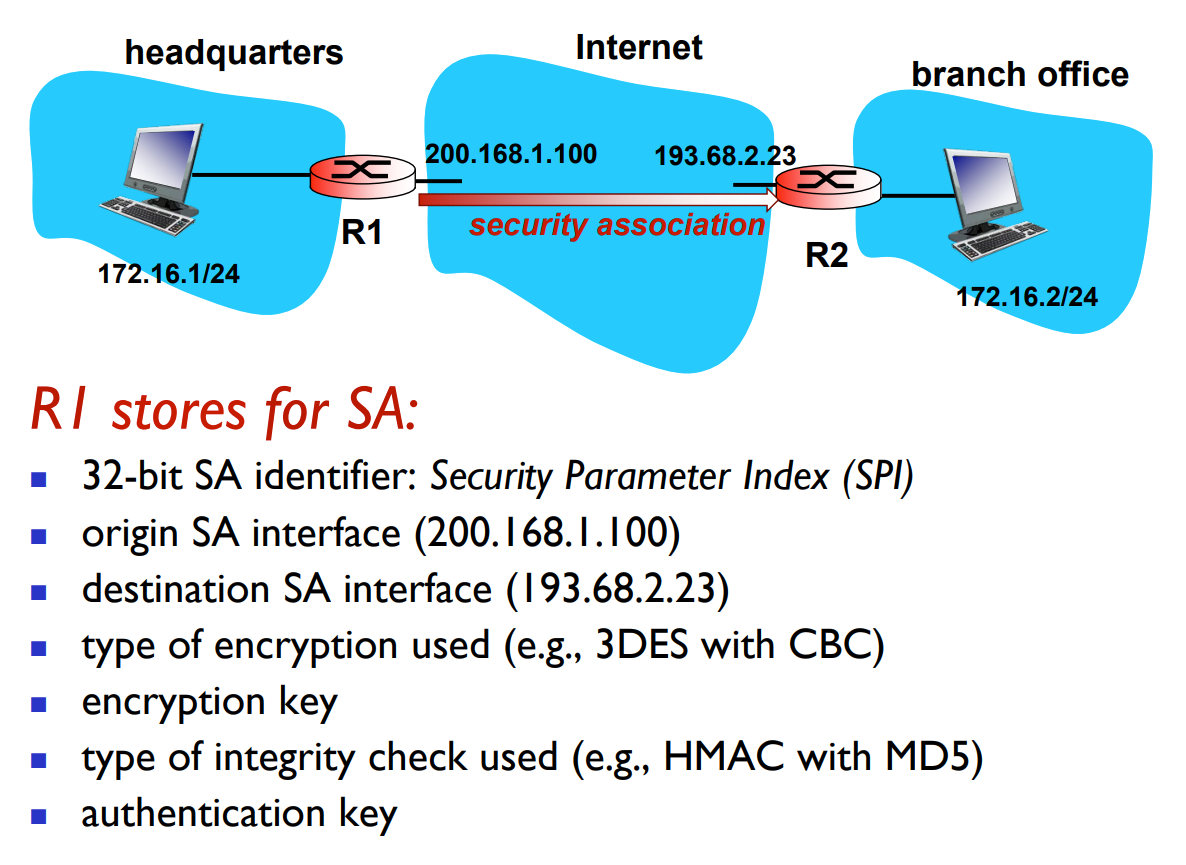 headquarters
Internet
branch office
200.168.1.100
193.68.2.23
security association
R1
R2
172.16.1/24
172.16.2/24
R1 stores for SA:
32-bit SA identifier: Security Parameter Index (SPI)
origin SA interface (200.168.1.100)
destination SA interface (193.68.2.23)
type of encryption used (e.g., 3DES with CBC)
encryption key
type of integrity check used (e.g., HMAC with MD5)
authentication key